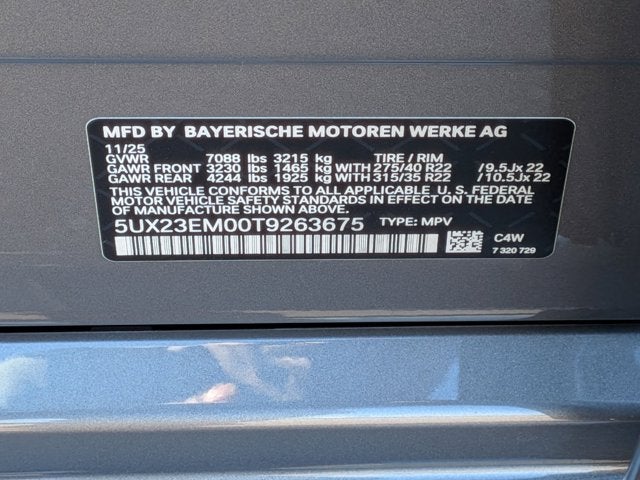 MFD BY BAYERISCHE MOTOREN WERKE AG
11/25
GVWR 7088 lbs 3215 kg TIRE / RIM
GAWR FRONT 3230 lbs 1465 kg WITH 275/40 R22 /9.5Jx 22
GAWR REAR 4244 lbs 1925 kg WITH 315/35 R22 /10.5Jx 22
THIS VEHICLE CONFORMS TO ALL APPLICABLE U. S. FEDERAL
MOTOR VEHICLE SAFETY STANDARDS IN EFFECT ON THE DATE
OF MANUFACTURE SHOWN ABOVE.
5UX23EM00T9263675 TYPE: MPV
C4W
7 320 729